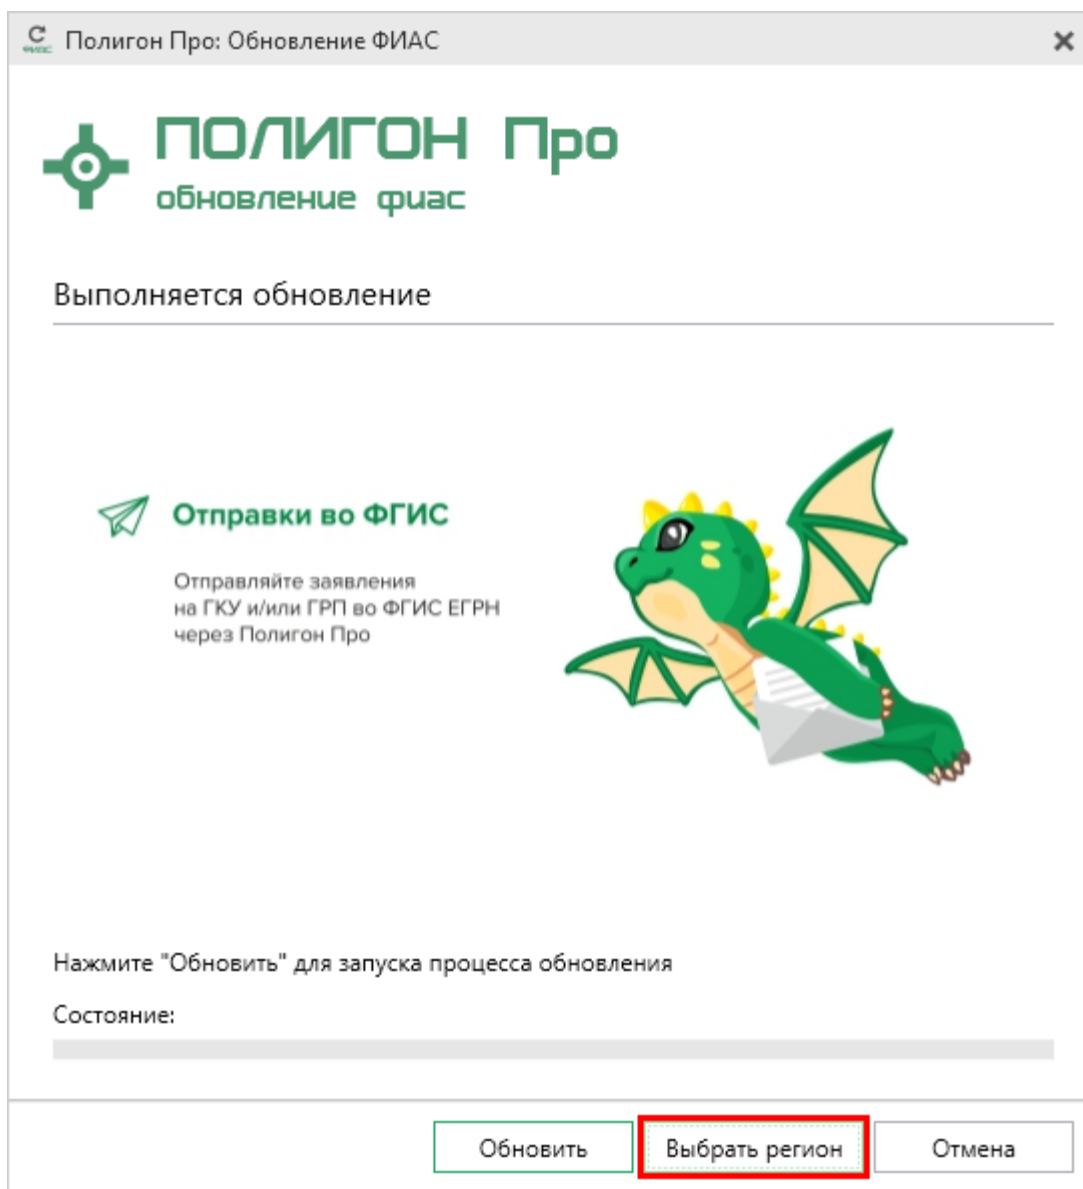 Полигон Про: Обновление ФИАС
ПОЛИГОН Про
обновление фиас
Выполняется обновление
Отправки во ФГИС
Отправляйте заявления
на ГКУ и/или ГРП во ФГИС ЕГРН
через Полигон Про
Нажмите "Обновить" для запуска процесса обновления
Состояние:
Обновить
Выбрать регион
Отмена